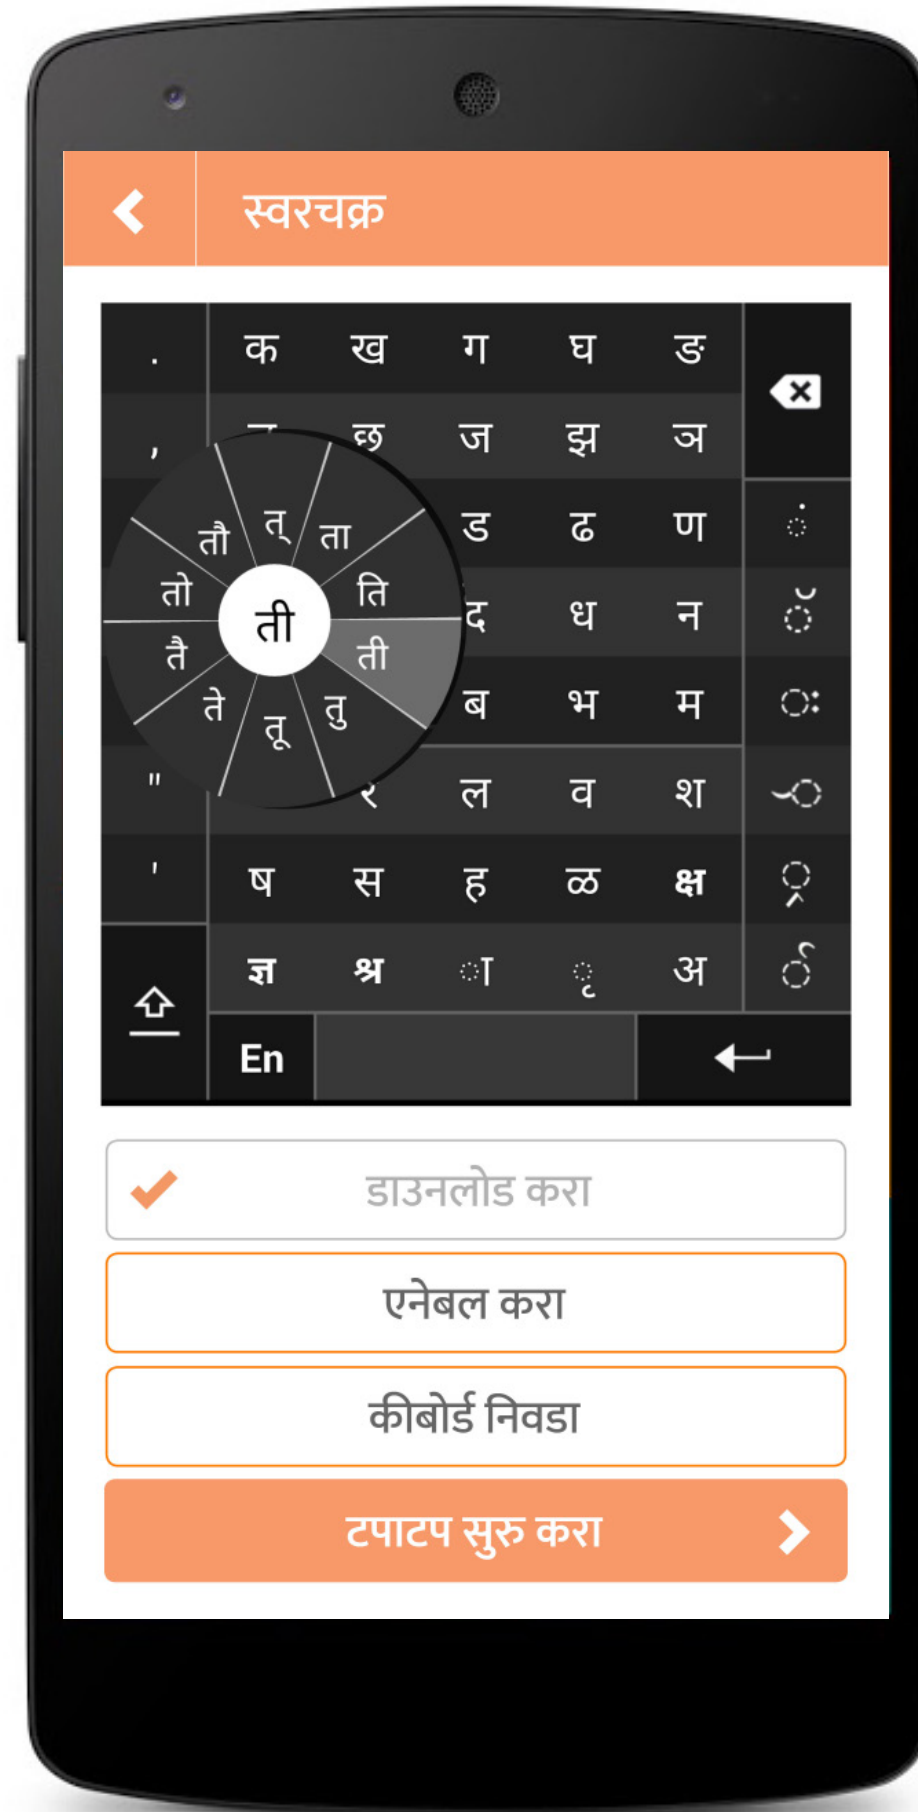 स्वरचक्र
. क ख ग घ ङ
, छ ज झ ञ
ड ढ ण ं
द ध न ँ
ब भ म ः
" र ल व श
' ष स ह ळ क्ष
ज्ञ श्र ा ृ अ
त् ता ति ती तु तू ते तै तो तौ
ती
En
डाउनलोड करा
एनेबल करा
कीबोर्ड निवडा
टपाटप सुरु करा